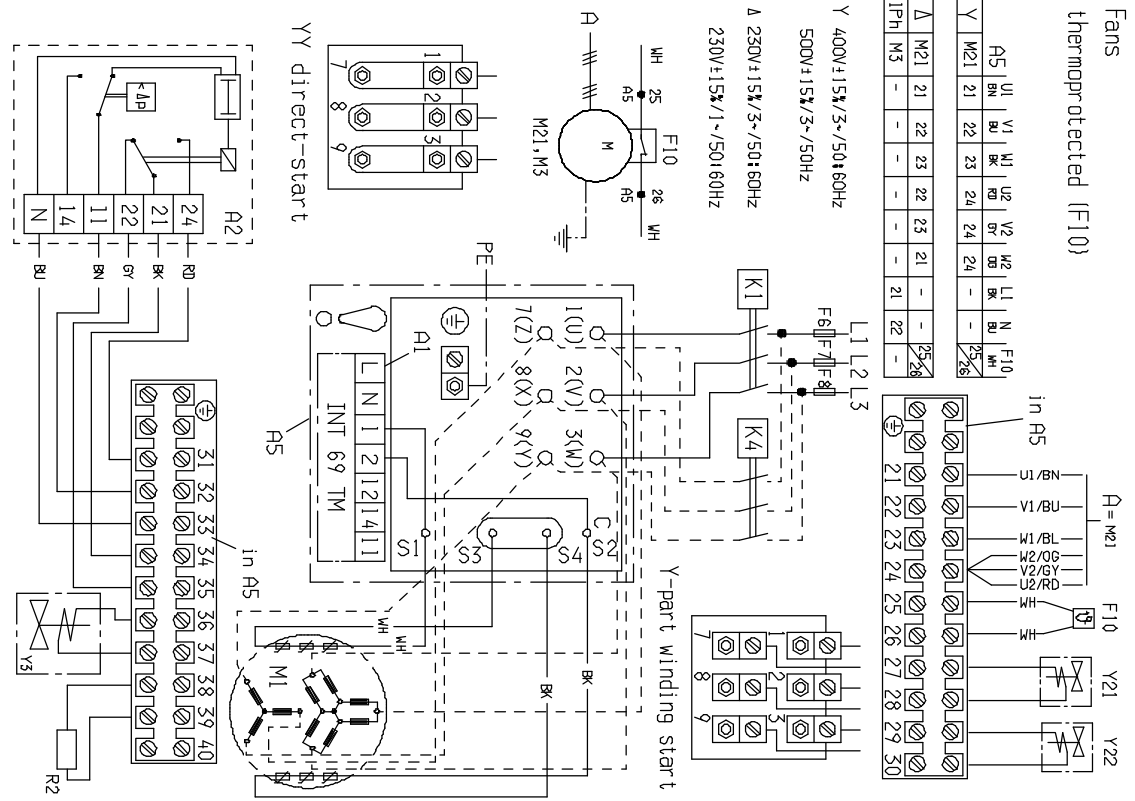 Fans
thermoprotected (F10)
A5 U1 V1 W1 U2 V2 W2 L1 N F10
BN BU BK RD GY OG BK BU WH
Y M21 21 22 23 24 24 24 - - 25/26
Δ M21 21 22 23 22 23 21 - - 25/26
1Ph M3 - - - - - - 21 22 -
Y 400V±15%/3~/50&60Hz
500V±15%/3~/50Hz
Δ 230V±15%/3~/50&60Hz
230V±15%/1~/50&60Hz
A=M21 F10 Y21 Y22
U1/BN V1/BU W1/BL W2/OG V2/GY U2/RD WH WH
in A5
21 22 23 24 25 26 27 28 29 30
L1 L2 L3
F6 F7 F8
K1 K4
1 2 3
7 8 9
Y-part winding start
WH 25 F10 26 WH
A5 A5
A M
M21,M3
1 2 3
7 8 9
YY direct-start
PE
1(U) 2(V) 3(W)
7(Z) 8(X) 9(Y)
C
S1 S3 S4 S2
A1
L N 1 2 12 14 11
INT 69 TM
A5
WH WH BK BK
M1
A2
<Δp
24 21 22 11 14 N
RD BK GY BN BU
in A5
31 32 33 34 35 36 37 38 39 40
Y3
R2